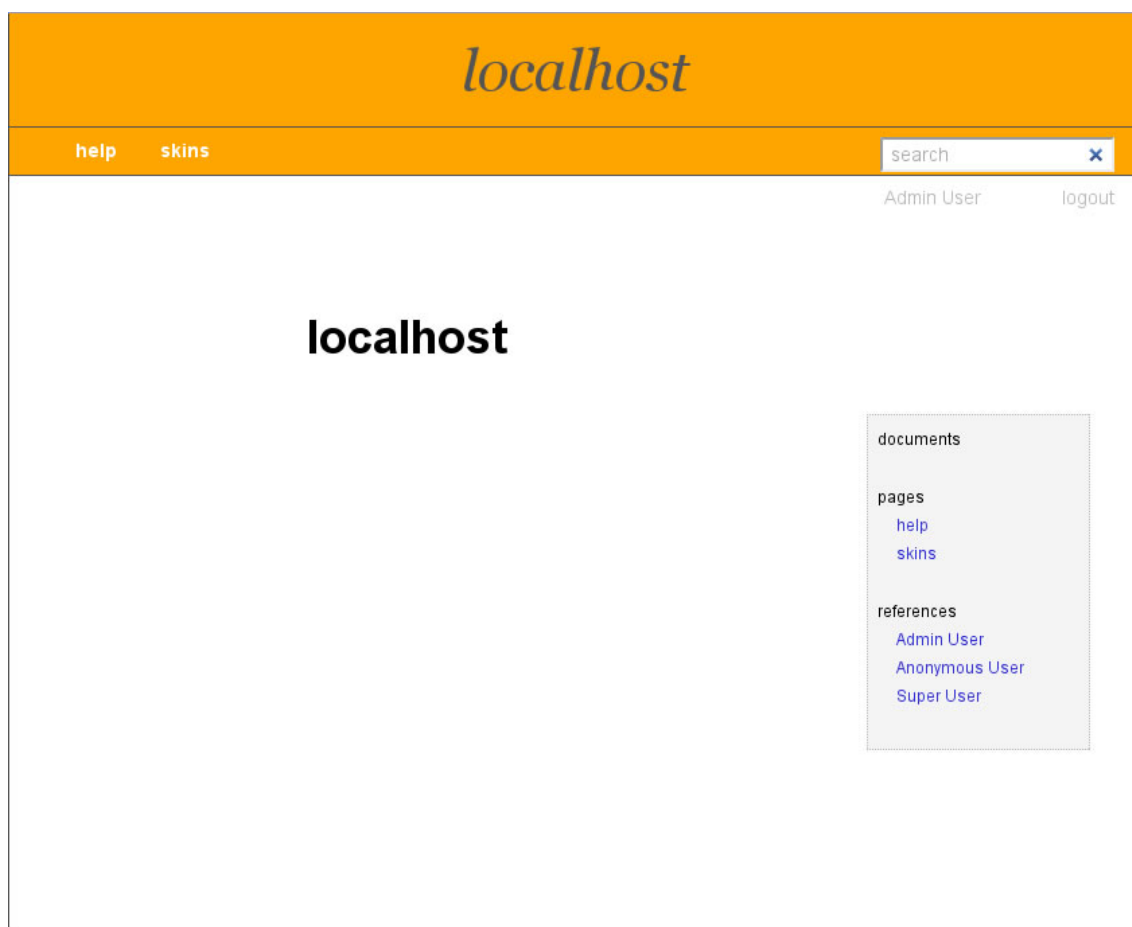 localhost
help skins search
Admin User logout
localhost
documents
pages
help
skins
references
Admin User
Anonymous User
Super User